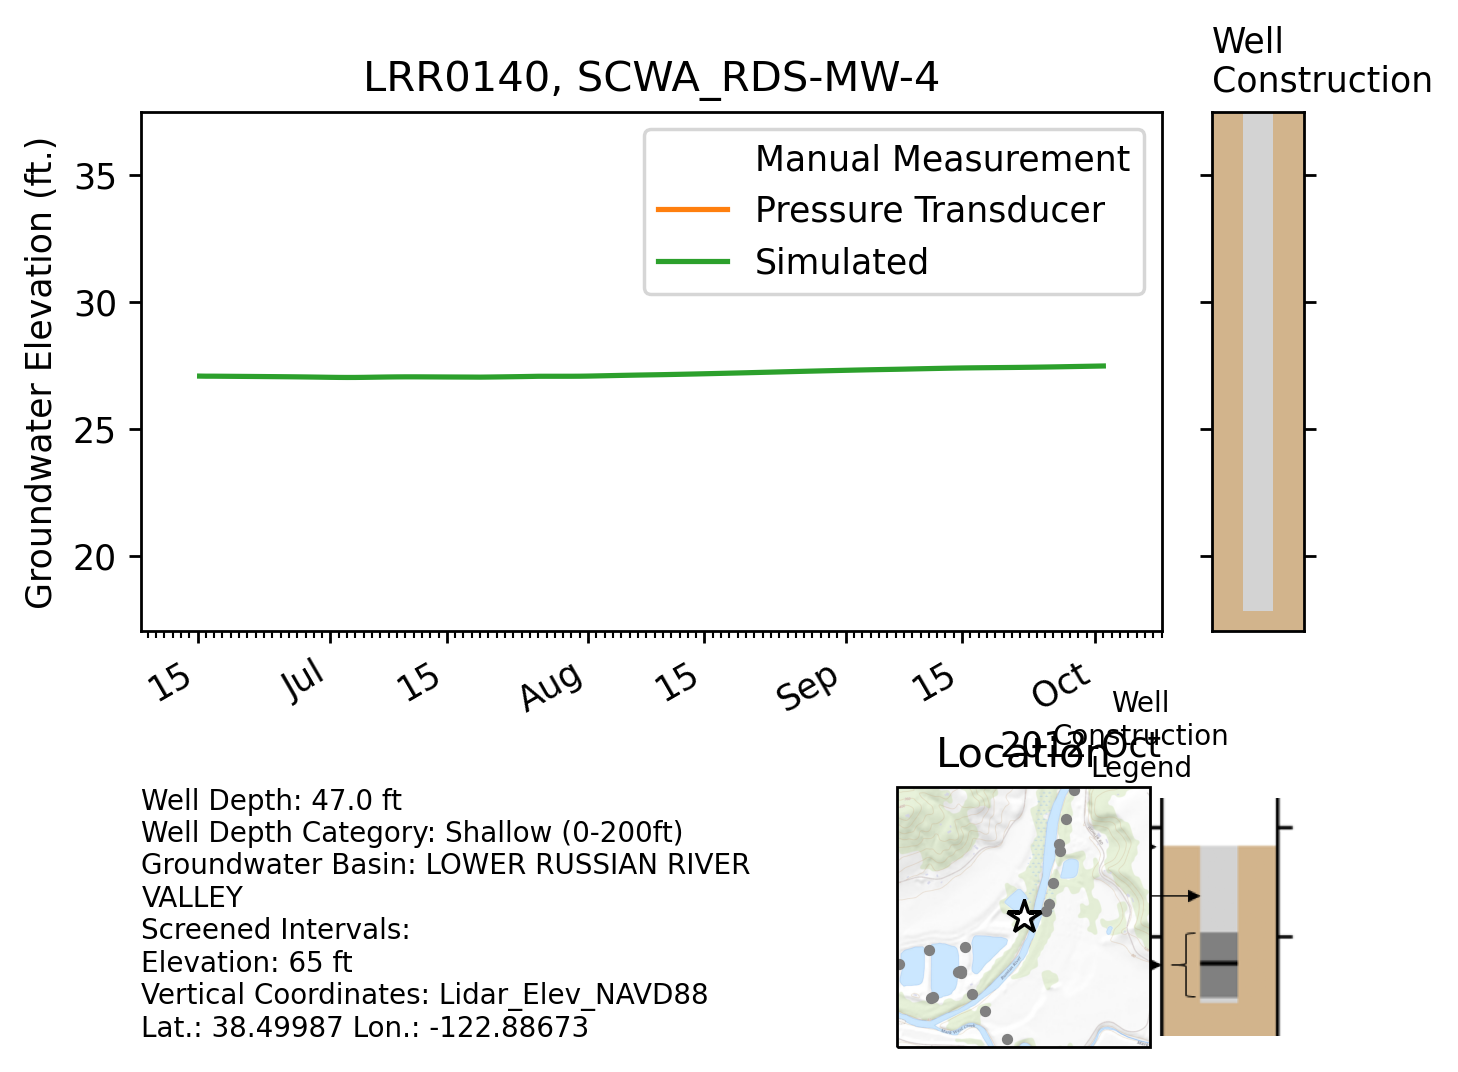 Well
Construction
LRR0140, SCWA_RDS-MW-4
Groundwater Elevation (ft.)
35
30
25
20
Manual Measurement
Pressure Transducer
Simulated
15
Jul
15
Aug
15
Sep
15
Oct
2012-Oct
Well
Construction
Legend
Location
Well Depth: 47.0 ft
Well Depth Category: Shallow (0-200ft)
Groundwater Basin: LOWER RUSSIAN RIVER
VALLEY
Screened Intervals:
Elevation: 65 ft
Vertical Coordinates: Lidar_Elev_NAVD88
Lat.: 38.49987 Lon.: -122.88673